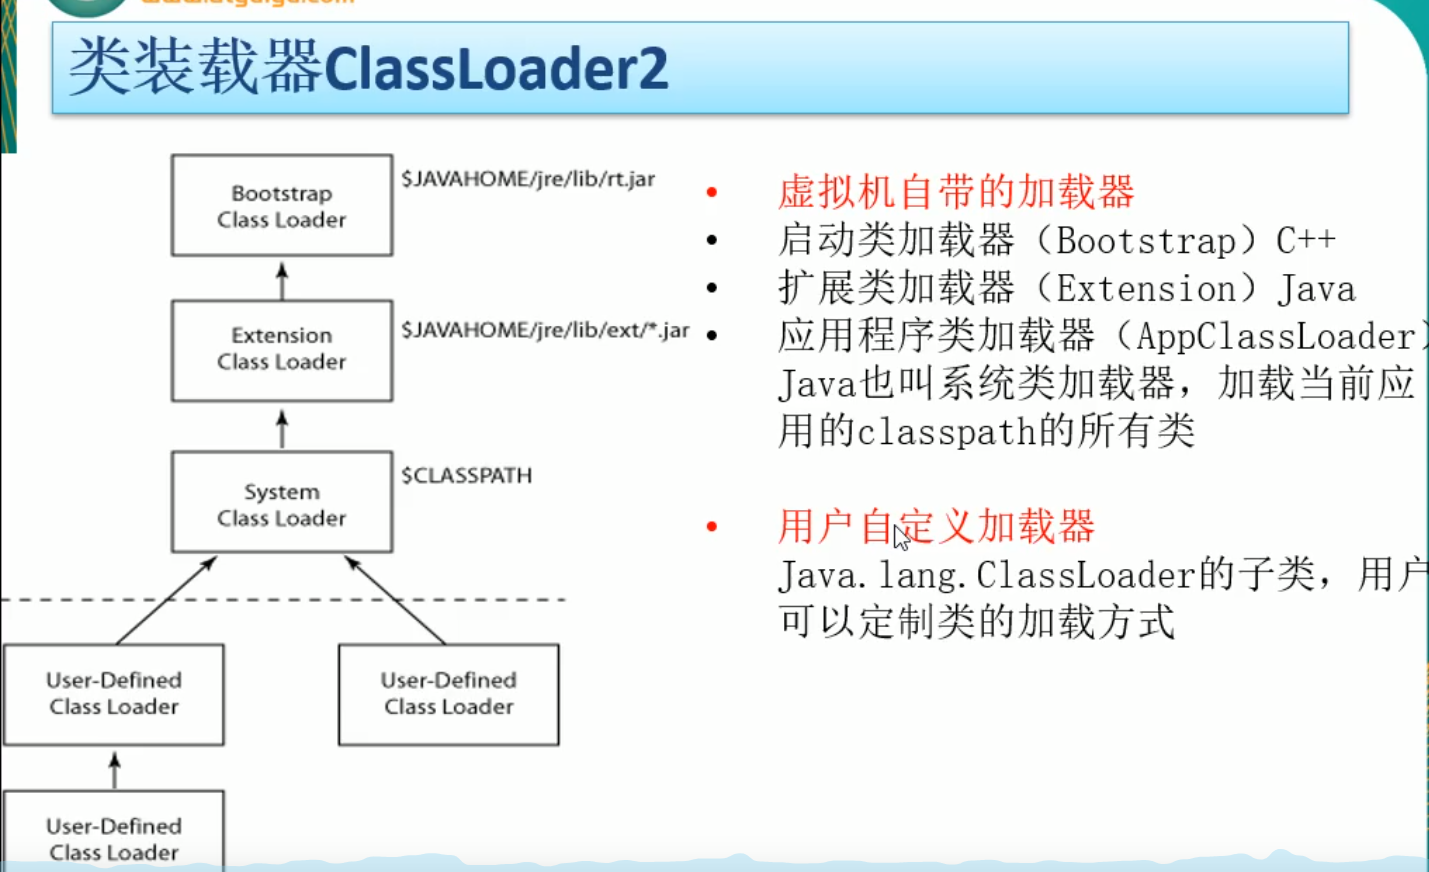 www.atguigu.com
类装载器ClassLoader2
Bootstrap
Class Loader
$JAVAHOME/jre/lib/rt.jar
Extension
Class Loader
$JAVAHOME/jre/lib/ext/*.jar
System
Class Loader
$CLASSPATH
User-Defined
Class Loader
User-Defined
Class Loader
User-Defined
Class Loader
• 虚拟机自带的加载器
• 启动类加载器（Bootstrap）C++
• 扩展类加载器（Extension）Java
• 应用程序类加载器（AppClassLoader）
Java也叫系统类加载器，加载当前应
用的classpath的所有类
• 用户自定义加载器
Java.lang.ClassLoader的子类，用户
可以定制类的加载方式